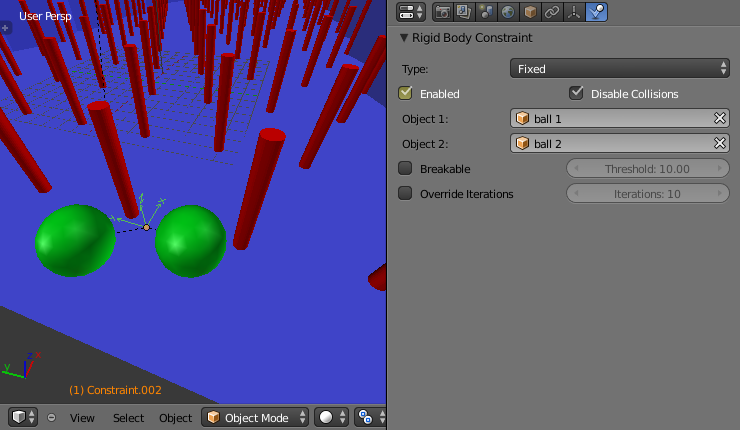 User Persp
Rigid Body Constraint
Type:
Fixed
Enabled
Disable Collisions
Object 1:
ball 1
Object 2:
ball 2
Breakable
Threshold: 10.00
Override Iterations
Iterations: 10
y
z
x
(1) Constraint.002
View
Select
Object
Object Mode